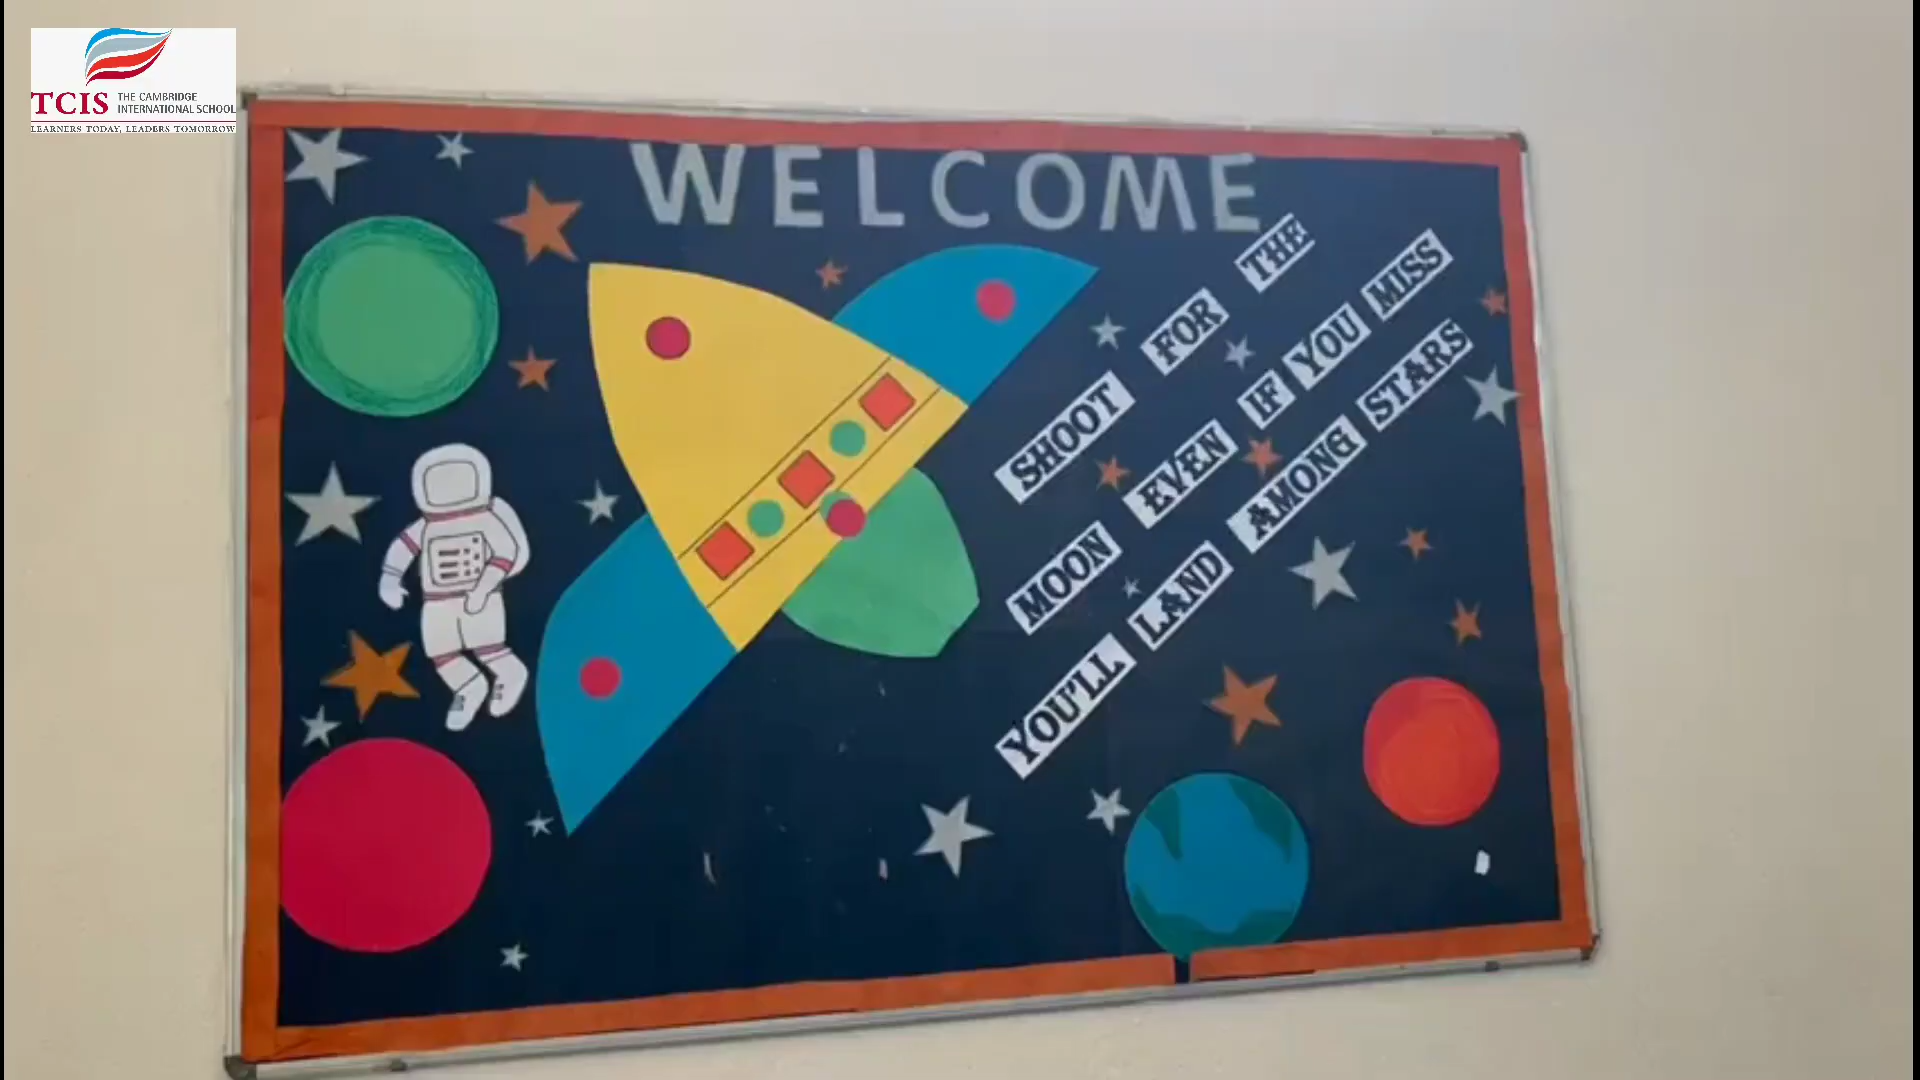 TCIS THE CAMBRIDGE
INTERNATIONAL SCHOOL
LEARNERS TODAY, LEADERS TOMORROW
WELCOME
SHOOT FOR THE
MOON EVEN IF YOU MISS
YOU'LL LAND AMONG STARS